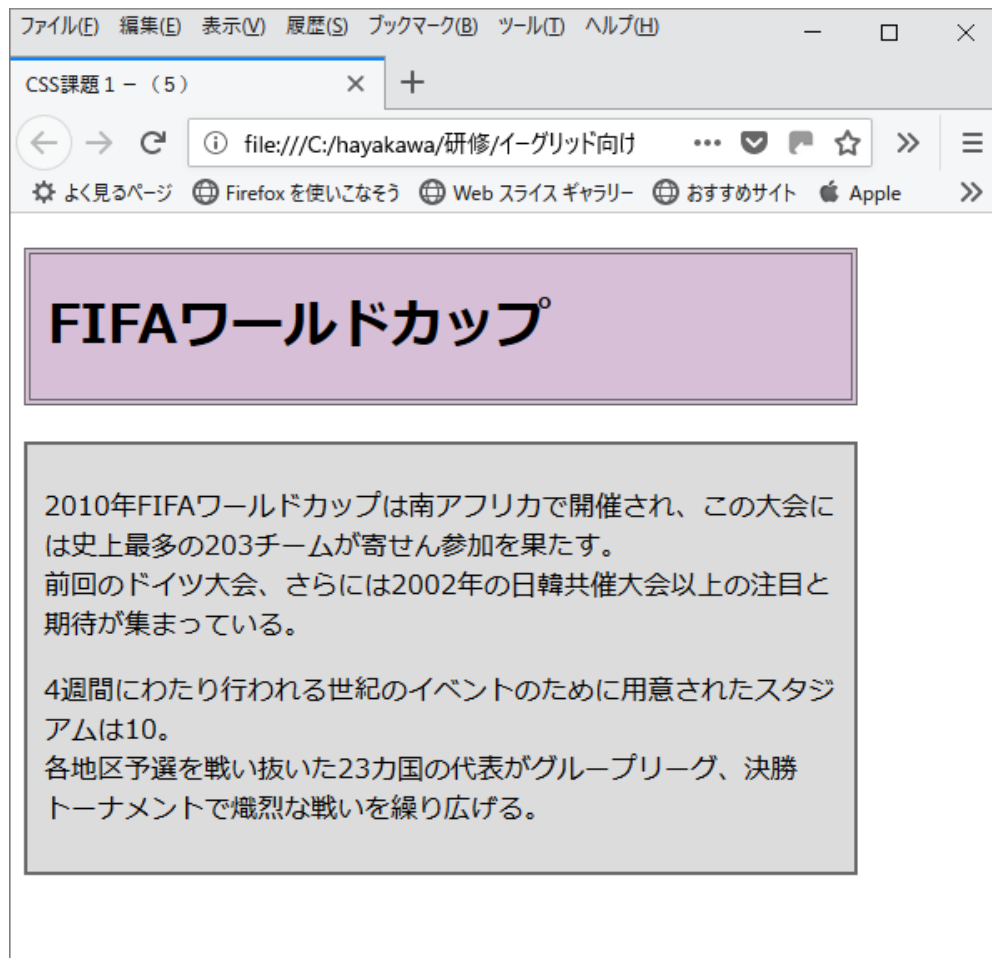 ファイル(F) 編集(E) 表示(V) 履歴(S) ブックマーク(B) ツール(T) ヘルプ(H)
CSS課題1－（5）
file:///C:/hayakawa/研修/イーグリッド向け
よく見るページ Firefox を使いこなそう Web スライス ギャラリー おすすめサイト Apple
FIFAワールドカップ
2010年FIFAワールドカップは南アフリカで開催され、この大会に
は史上最多の203チームが寄せん参加を果たす。
前回のドイツ大会、さらには2002年の日韓共催大会以上の注目と
期待が集まっている。
4週間にわたり行われる世紀のイベントのために用意されたスタジ
アムは10。
各地区予選を戦い抜いた23カ国の代表がグループリーグ、決勝
トーナメントで熾烈な戦いを繰り広げる。